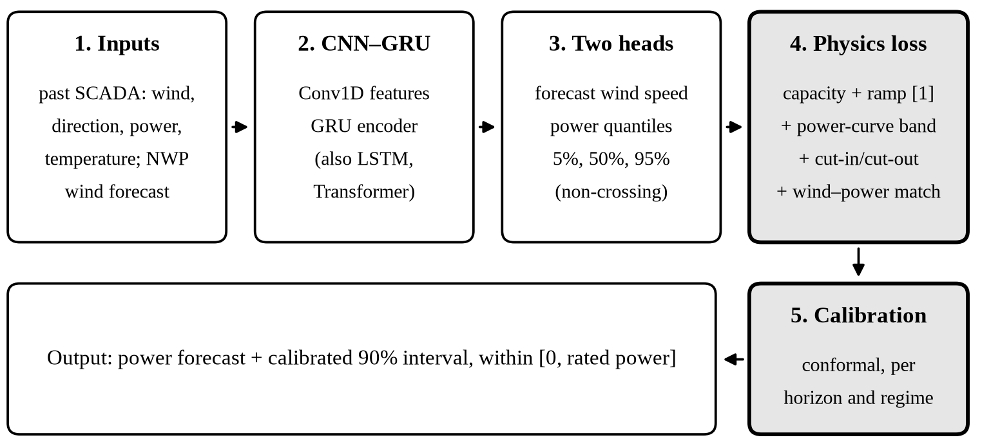 1. Inputs
past SCADA: wind,
direction, power,
temperature; NWP
wind forecast
2. CNN–GRU
Conv1D features
GRU encoder
(also LSTM,
Transformer)
3. Two heads
forecast wind speed
power quantiles
5%, 50%, 95%
(non-crossing)
4. Physics loss
capacity + ramp [1]
+ power-curve band
+ cut-in/cut-out
+ wind–power match
5. Calibration
conformal, per
horizon and regime
Output: power forecast + calibrated 90% interval, within [0, rated power]